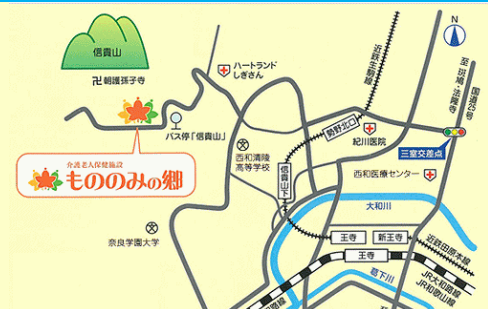 信貴山
卍 朝護孫子寺
ハートランド
しぎさん
バス停「信貴山」
介護老人保健施設
もののみの郷
西和清陵
高等学校
奈良学園大学
信貴山下
勢野北口
近鉄生駒線
紀川医院
西和医療センター
三室交差点
国道25号
至 斑鳩・法隆寺
N
大和川
王寺
新王寺
近鉄田原本線
王寺
葛下川
JR大和路線
JR和歌山線